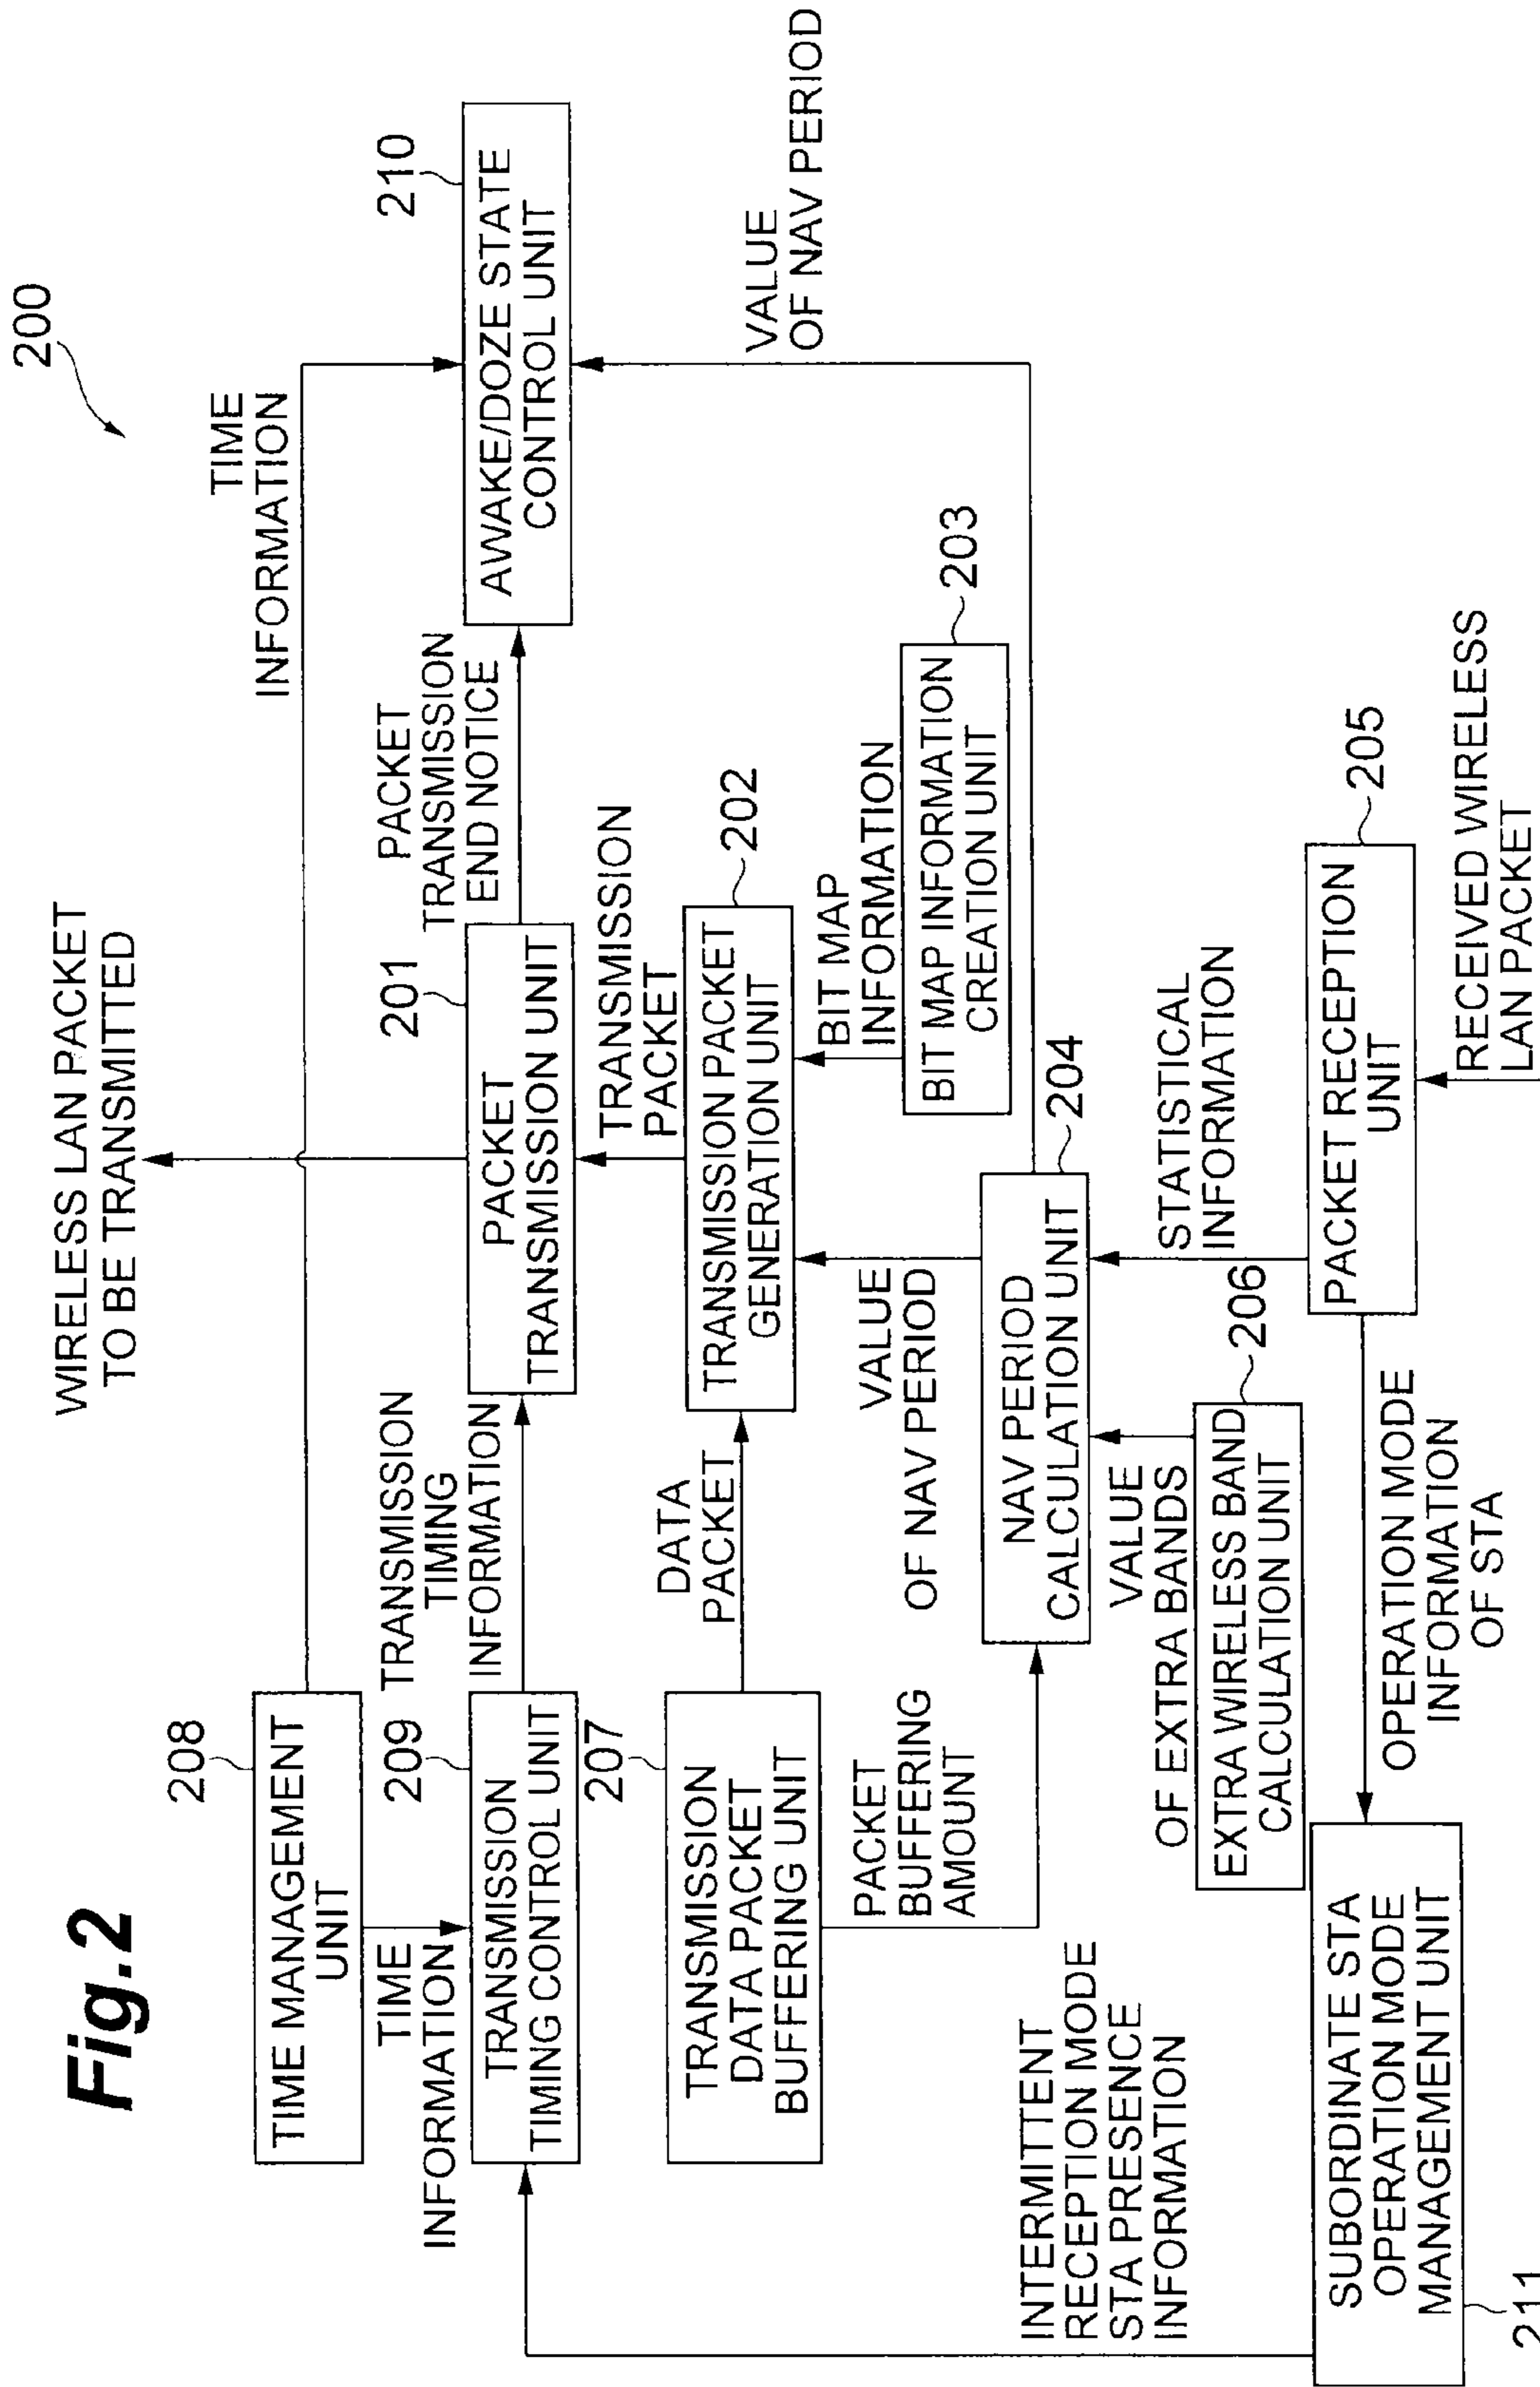 Fig.2
200
WIRELESS LAN PACKET
TO BE TRANSMITTED
TIME
INFORMATION
208
TIME MANAGEMENT
UNIT
TIME
INFORMATION
209
TRANSMISSION
TIMING CONTROL UNIT
TRANSMISSION
TIMING
INFORMATION
201
PACKET
TRANSMISSION UNIT
PACKET
TRANSMISSION
END NOTICE
210
AWAKE/DOZE STATE
CONTROL UNIT
207
TRANSMISSION
DATA PACKET
BUFFERING UNIT
DATA
PACKET
TRANSMISSION
PACKET
202
TRANSMISSION PACKET
GENERATION UNIT
VALUE
OF NAV PERIOD
PACKET
BUFFERING
AMOUNT
VALUE
OF NAV PERIOD
BIT MAP
INFORMATION
203
BIT MAP INFORMATION
CREATION UNIT
204
NAV PERIOD
CALCULATION UNIT
INTERMITTENT
RECEPTION MODE
STA PRESENCE
INFORMATION
VALUE
OF EXTRA BANDS
206
EXTRA WIRELESS BAND
CALCULATION UNIT
STATISTICAL
INFORMATION
205
PACKET RECEPTION
UNIT
SUBORDINATE STA
OPERATION MODE
MANAGEMENT UNIT
211
OPERATION MODE
INFORMATION
OF STA
RECEIVED WIRELESS
LAN PACKET